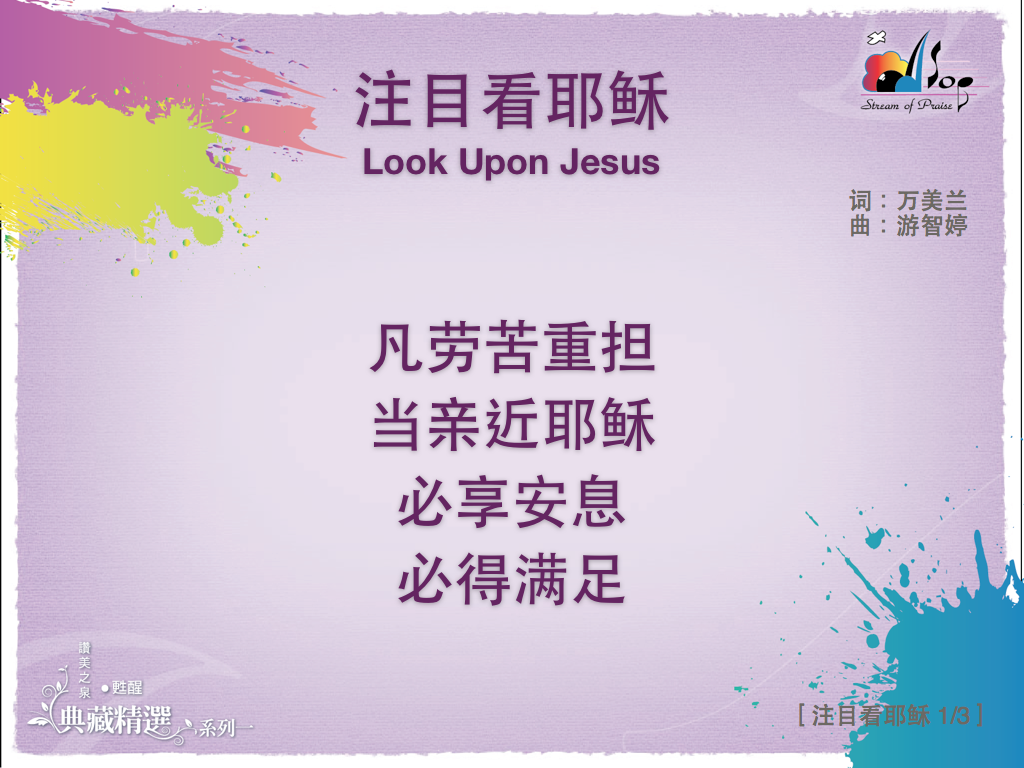 注目看耶稣
Look Upon Jesus
Sop
Stream of Praise
词：万美兰
曲：游智婷
凡劳苦重担
当亲近耶稣
必享安息
必得满足
讚美之泉
●甦醒
典藏精選系列一
[ 注目看耶稣 1/3 ]